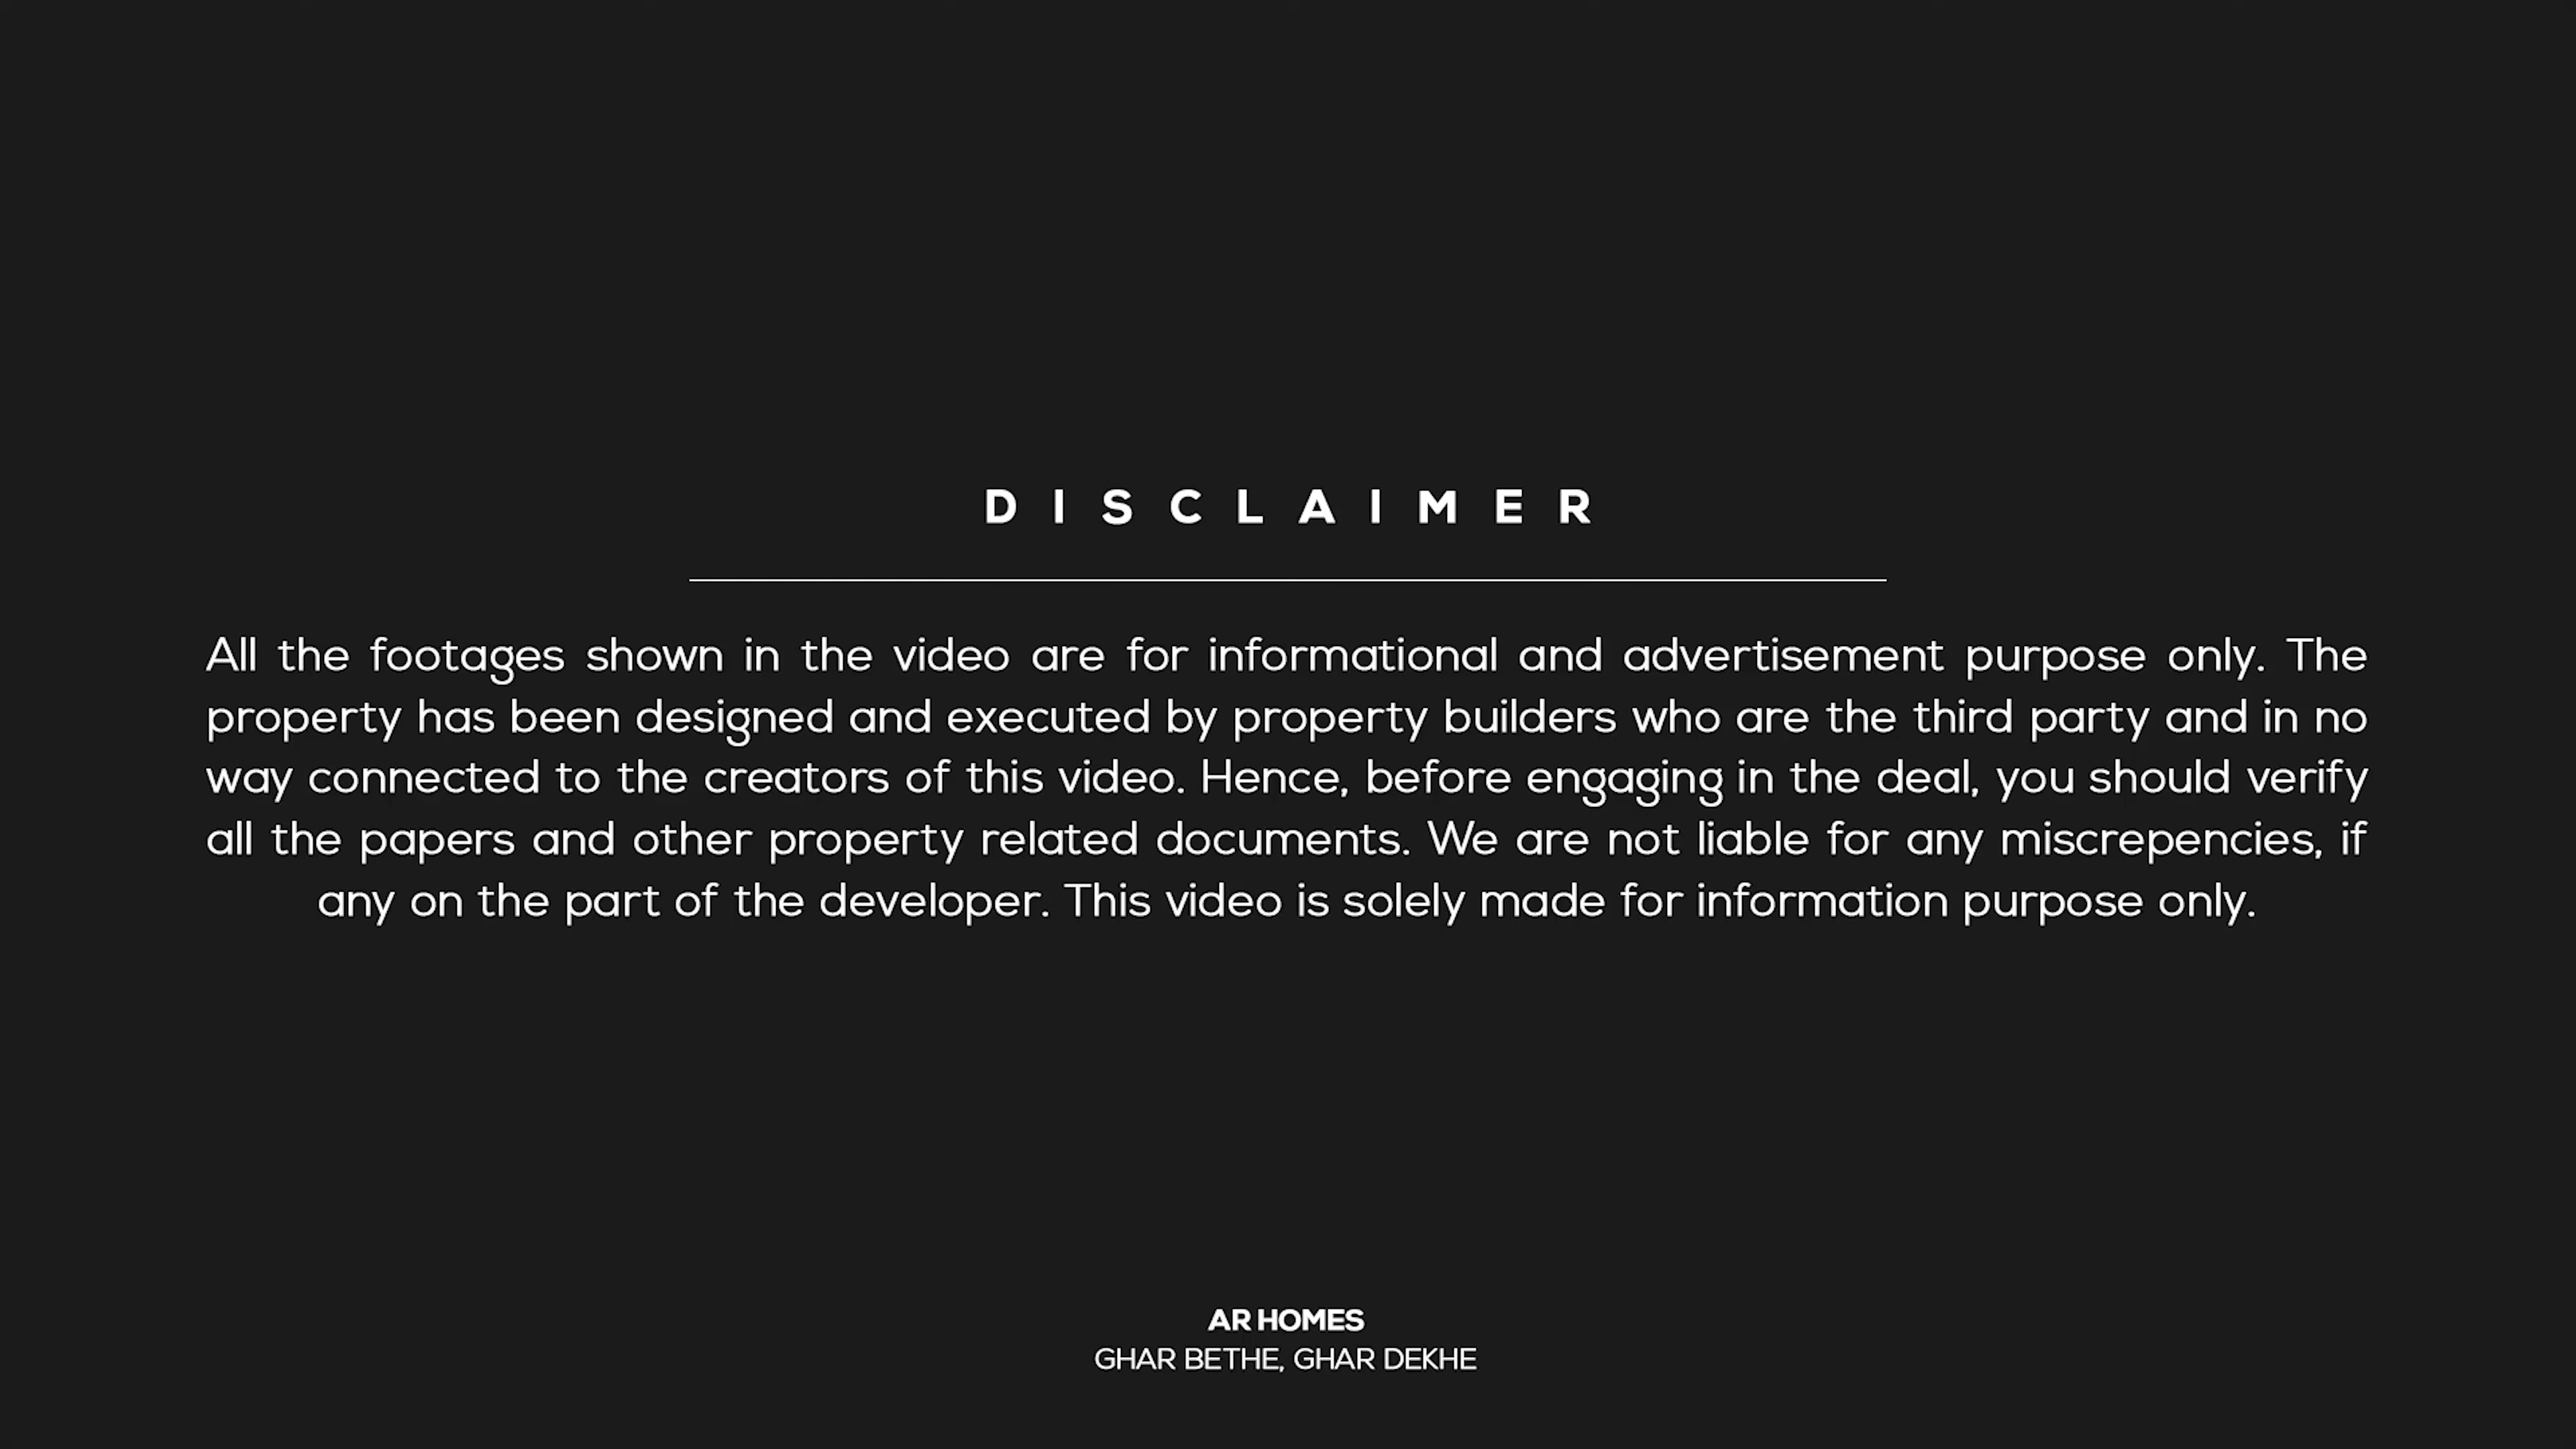 DISCLAIMER
All the footages shown in the video are for informational and advertisement purpose only. The
property has been designed and executed by property builders who are the third party and in no
way connected to the creators of this video. Hence, before engaging in the deal, you should verify
all the papers and other property related documents. We are not liable for any miscrepencies, if
any on the part of the developer. This video is solely made for information purpose only.
AR HOMES
GHAR BETHE, GHAR DEKHE